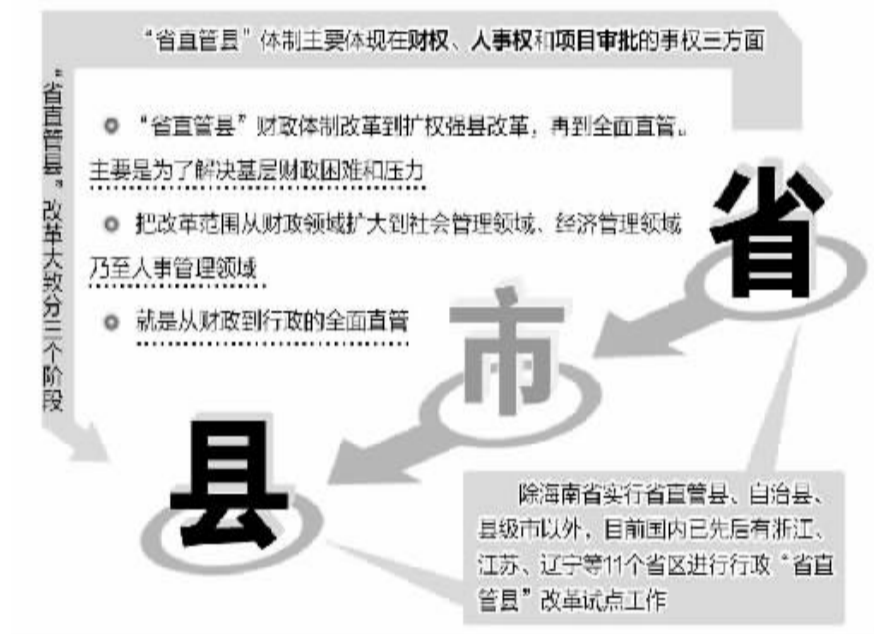 “省直管县”体制主要体现在财权、人事权和项目审批的事权三方面
“省直管县”改革大致分三个阶段
“省直管县”财政体制改革到扩权强县改革，再到全面直管。
主要是为了解决基层财政困难和压力
把改革范围从财政领域扩大到社会管理领域、经济管理领域
乃至人事管理领域
就是从财政到行政的全面直管
省
市
县
除海南省实行省直管县、自治县、
县级市以外，目前国内已先后有浙江、
江苏、辽宁等11个省区进行行政“省直
管县”改革试点工作